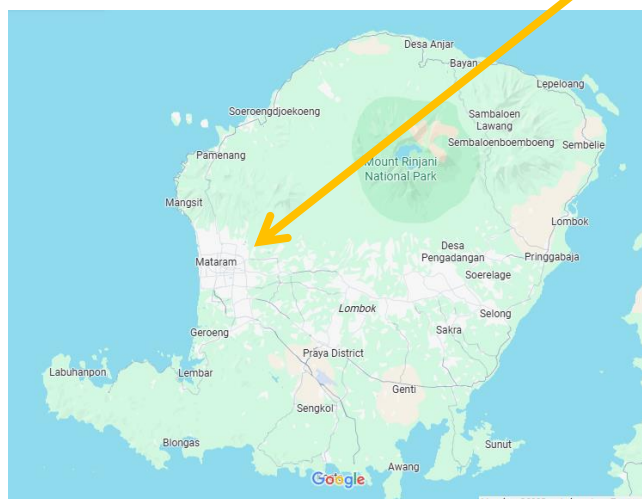 Desa Anjar
Bayan
Lepeloang
Soeroengdjoekoeng
Sambaloen
Lawang
Pamenang
Sembaloenboemboeng
Sembelie
Mount Rinjani
National Park
Mangsit
Lombok
Mataram
Desa
Pengadangan
Pringgabaja
Soerelage
Lombok
Selong
Geroeng
Sakra
Praya District
Labuhanpon
Lembar
Genti
Sengkol
Blongas
Sunut
Awang
Google